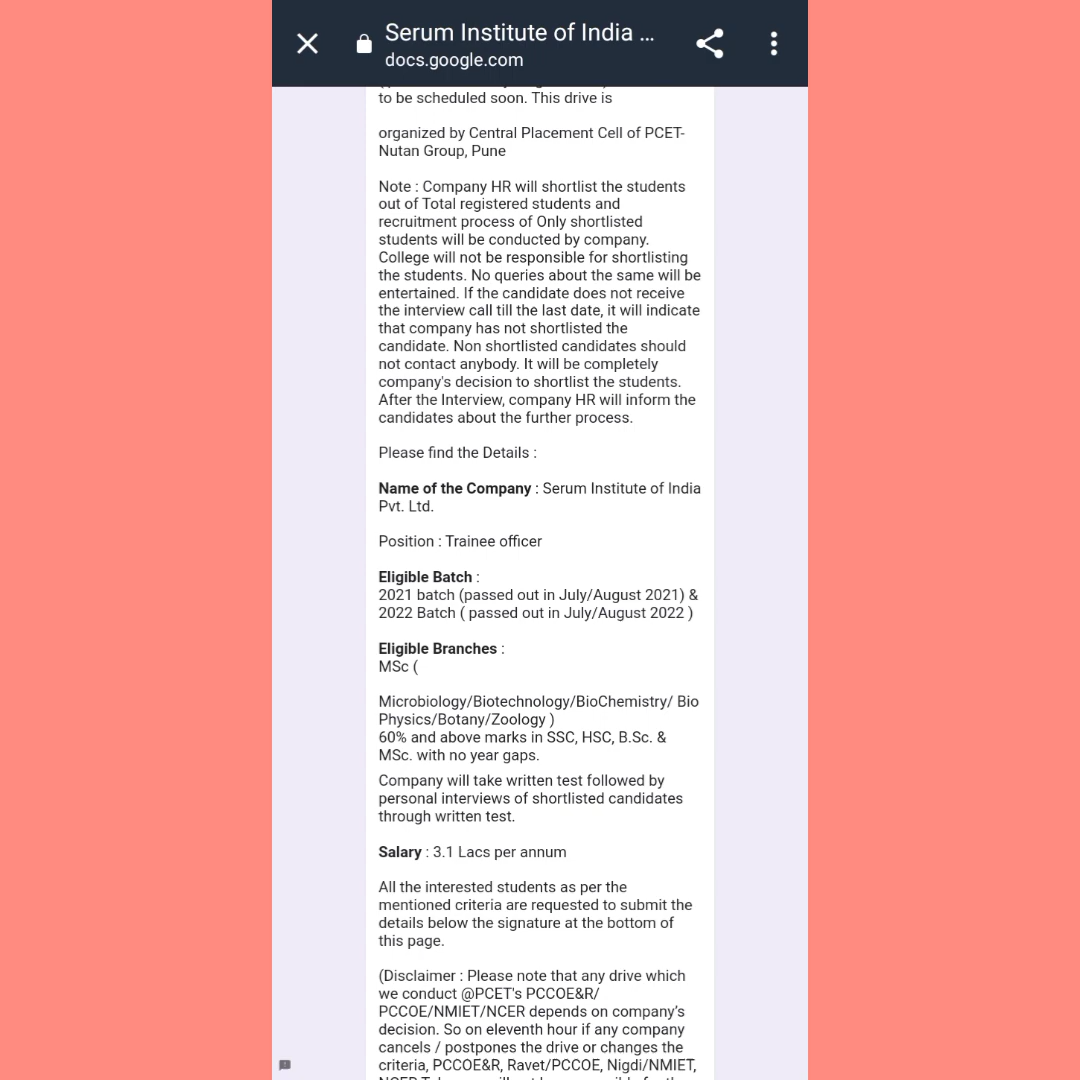 Serum Institute of India ...
docs.google.com
to be scheduled soon. This drive is
organized by Central Placement Cell of PCET-
Nutan Group, Pune
Note : Company HR will shortlist the students
out of Total registered students and
recruitment process of Only shortlisted
students will be conducted by company.
College will not be responsible for shortlisting
the students. No queries about the same will be
entertained. If the candidate does not receive
the interview call till the last date, it will indicate
that company has not shortlisted the
candidate. Non shortlisted candidates should
not contact anybody. It will be completely
company's decision to shortlist the students.
After the Interview, company HR will inform the
candidates about the further process.
Please find the Details :
Name of the Company : Serum Institute of India
Pvt. Ltd.
Position : Trainee officer
Eligible Batch :
2021 batch (passed out in July/August 2021) &
2022 Batch ( passed out in July/August 2022 )
Eligible Branches :
MSc (
Microbiology/Biotechnology/BioChemistry/ Bio
Physics/Botany/Zoology )
60% and above marks in SSC, HSC, B.Sc. &
MSc. with no year gaps.
Company will take written test followed by
personal interviews of shortlisted candidates
through written test.
Salary : 3.1 Lacs per annum
All the interested students as per the
mentioned criteria are requested to submit the
details below the signature at the bottom of
this page.
(Disclaimer : Please note that any drive which
we conduct @PCET's PCCOE&R/
PCCOE/NMIET/NCER depends on company’s
decision. So on eleventh hour if any company
cancels / postpones the drive or changes the
criteria, PCCOE&R, Ravet/PCCOE, Nigdi/NMIET,